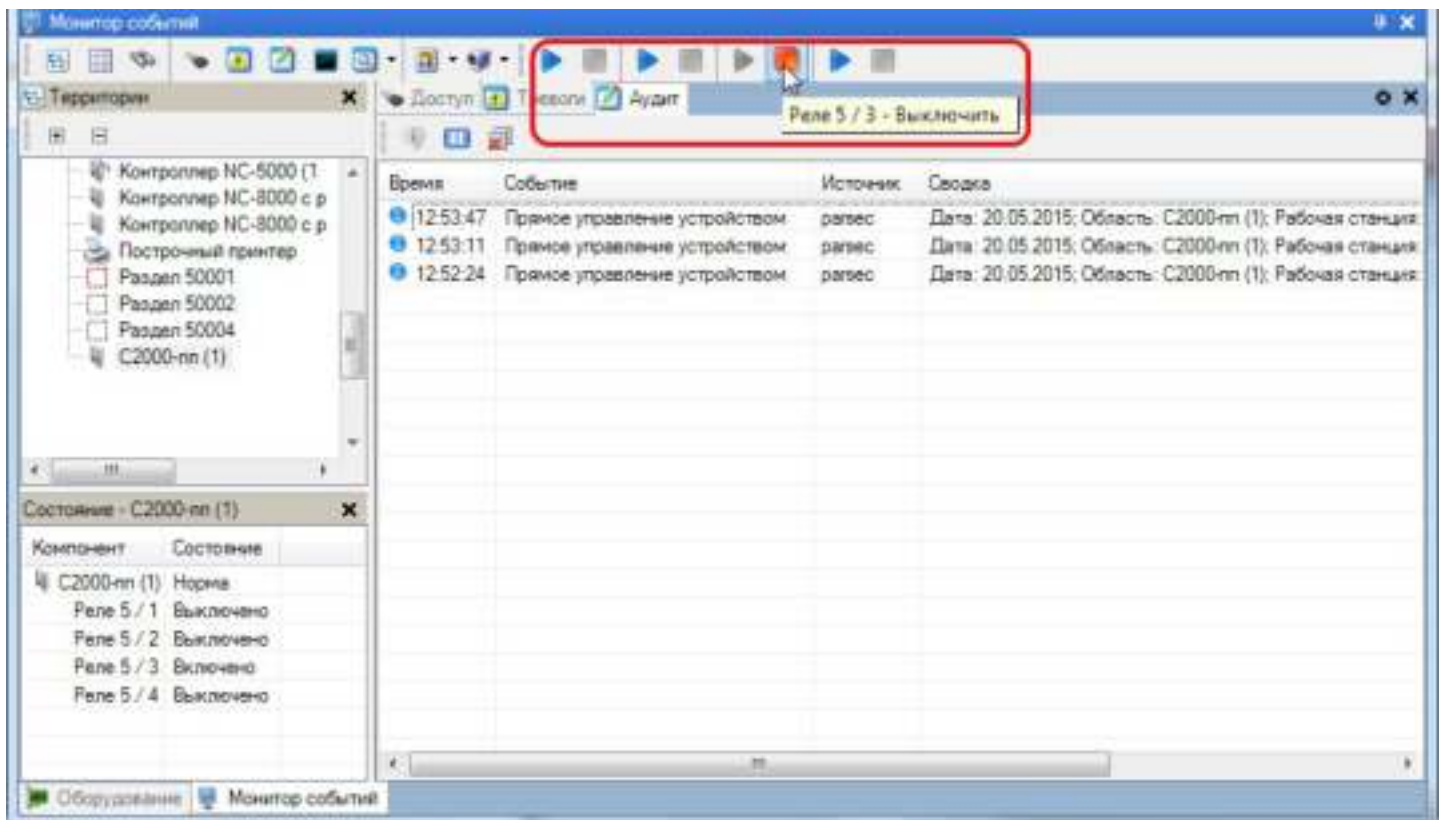 Монитор событий
Территории
Доступ Тревоги Аудит
Реле 5 / 3 - Выключить
Контроллер NC-5000 (1
Контроллер NC-8000 с р
Контроллер NC-8000 с р
Построчный принтер
Раздел 50001
Раздел 50002
Раздел 50004
С2000-пп (1)
Время Событие Источник Сводка
12:53:47 Прямое управление устройством parsec Дата: 20.05.2015; Область: С2000-пп (1); Рабочая станция:
12:53:11 Прямое управление устройством parsec Дата: 20.05.2015; Область: С2000-пп (1); Рабочая станция:
12:52:24 Прямое управление устройством parsec Дата: 20.05.2015; Область: С2000-пп (1); Рабочая станция:
Состояние - С2000-пп (1)
Компонент Состояние
С2000-пп (1) Норма
Реле 5 / 1 Выключено
Реле 5 / 2 Выключено
Реле 5 / 3 Включено
Реле 5 / 4 Выключено
Оборудование Монитор событий